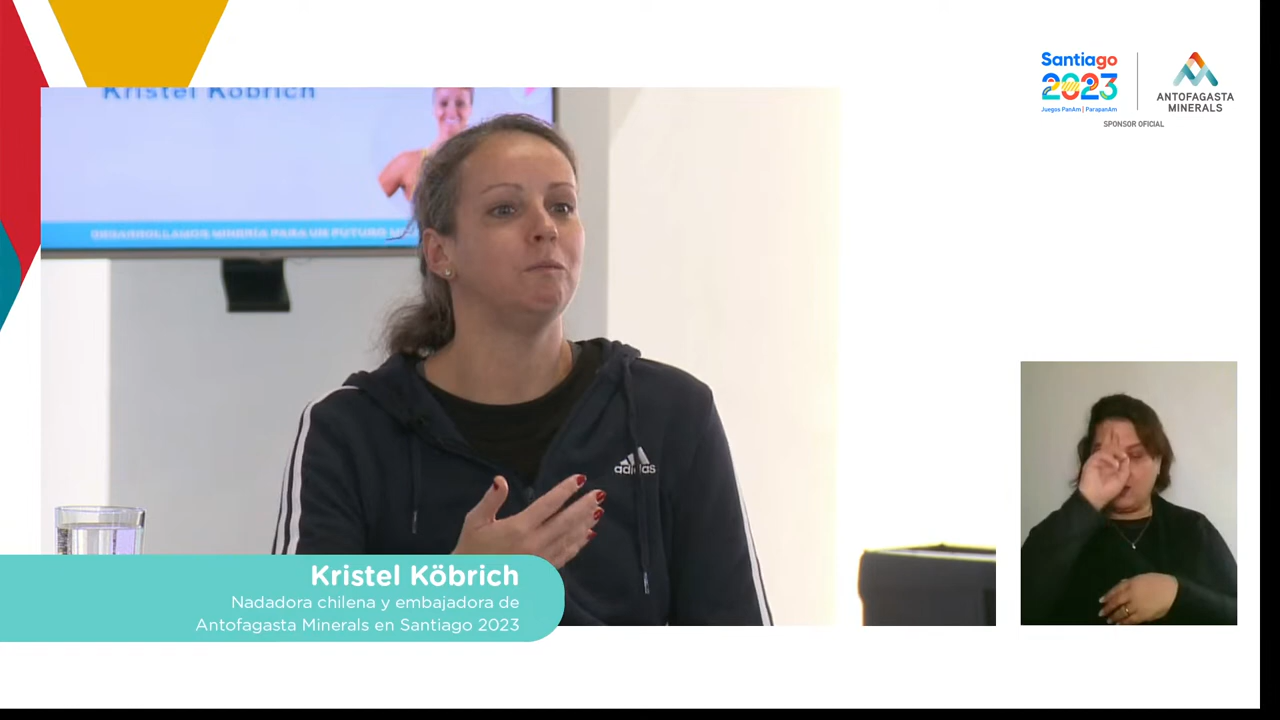 Santiago
2023
Juegos PanAm | ParapanAm
ANTOFAGASTA
MINERALS
SPONSOR OFICIAL
Kristel Köbrich
DESARROLLAMOS MINERÍA PARA UN FUTURO
adidas
Kristel Köbrich
Nadadora chilena y embajadora de
Antofagasta Minerals en Santiago 2023